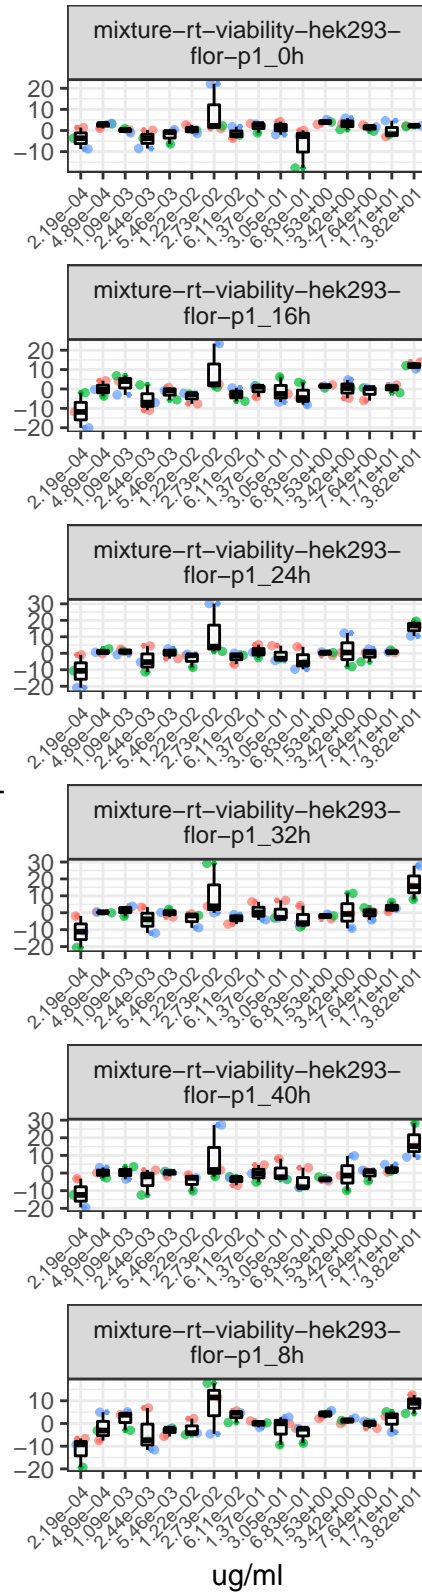 mixture−rt−viability−hek293−
flor−p1_0h
20
10
0
−10
2.19e−04
4.89e−04
1.09e−03
2.44e−03
5.46e−03
1.22e−02
2.73e−02
6.11e−02
1.37e−01
3.05e−01
6.83e−01
1.53e+00
3.42e+00
7.64e+00
1.71e+01
3.82e+01
mixture−rt−viability−hek293−
flor−p1_16h
20
10
0
−10
−20
2.19e−04
4.89e−04
1.09e−03
2.44e−03
5.46e−03
1.22e−02
2.73e−02
6.11e−02
1.37e−01
3.05e−01
6.83e−01
1.53e+00
3.42e+00
7.64e+00
1.71e+01
3.82e+01
mixture−rt−viability−hek293−
flor−p1_24h
30
20
10
0
−10
−20
2.19e−04
4.89e−04
1.09e−03
2.44e−03
5.46e−03
1.22e−02
2.73e−02
6.11e−02
1.37e−01
3.05e−01
6.83e−01
1.53e+00
3.42e+00
7.64e+00
1.71e+01
3.82e+01
mixture−rt−viability−hek293−
flor−p1_32h
30
20
10
0
−10
−20
2.19e−04
4.89e−04
1.09e−03
2.44e−03
5.46e−03
1.22e−02
2.73e−02
6.11e−02
1.37e−01
3.05e−01
6.83e−01
1.53e+00
3.42e+00
7.64e+00
1.71e+01
3.82e+01
mixture−rt−viability−hek293−
flor−p1_40h
30
20
10
0
−10
−20
2.19e−04
4.89e−04
1.09e−03
2.44e−03
5.46e−03
1.22e−02
2.73e−02
6.11e−02
1.37e−01
3.05e−01
6.83e−01
1.53e+00
3.42e+00
7.64e+00
1.71e+01
3.82e+01
mixture−rt−viability−hek293−
flor−p1_8h
10
0
−10
−20
2.19e−04
4.89e−04
1.09e−03
2.44e−03
5.46e−03
1.22e−02
2.73e−02
6.11e−02
1.37e−01
3.05e−01
6.83e−01
1.53e+00
3.42e+00
7.64e+00
1.71e+01
3.82e+01
ug/ml